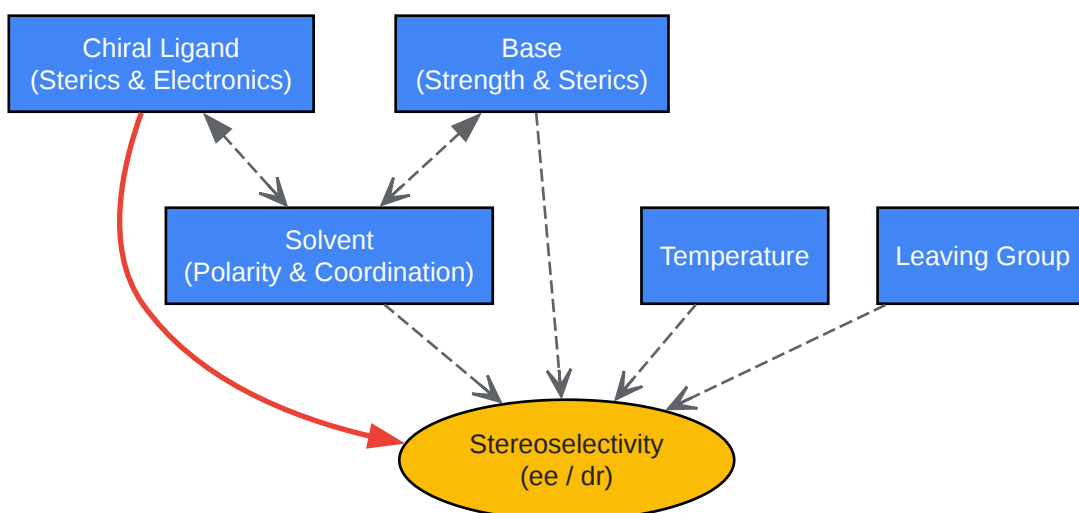 Chiral Ligand
(Sterics & Electronics)
Base
(Strength & Sterics)
Solvent
(Polarity & Coordination)
Temperature
Leaving Group
Stereoselectivity
(ee / dr)